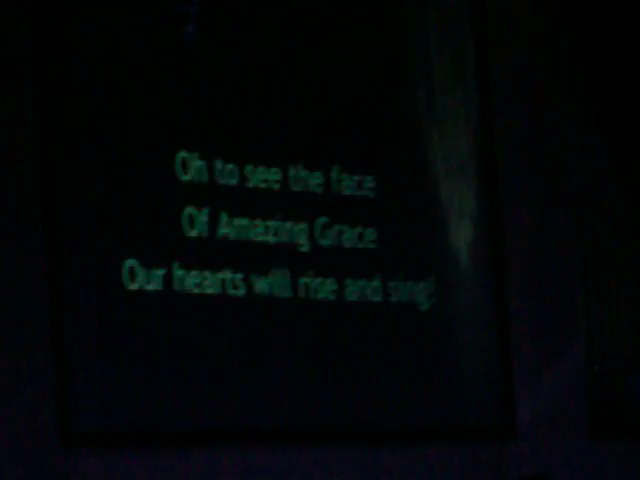 Oh to see the face
Of Amazing Grace
Our hearts will rise and sing!